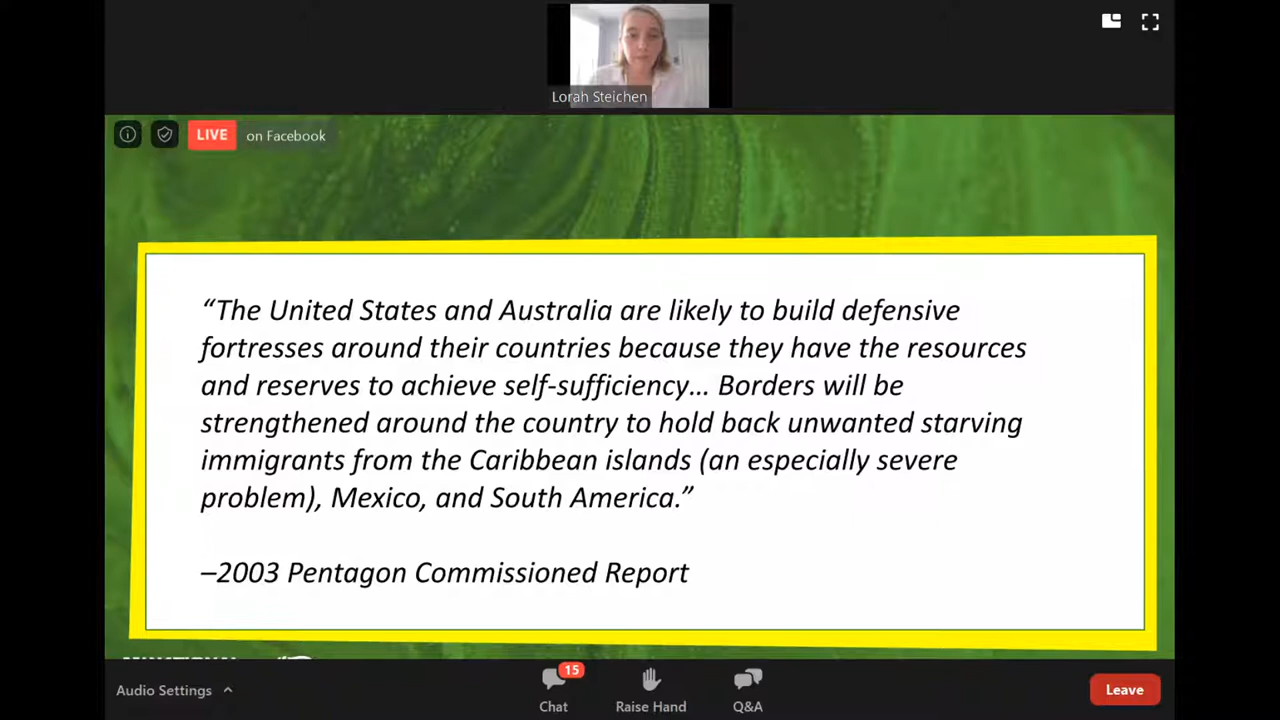 Lorah Steichen
LIVE on Facebook
“The United States and Australia are likely to build defensive
fortresses around their countries because they have the resources
and reserves to achieve self-sufficiency... Borders will be
strengthened around the country to hold back unwanted starving
immigrants from the Caribbean islands (an especially severe
problem), Mexico, and South America.”
–2003 Pentagon Commissioned Report
15
Audio Settings
Chat
Raise Hand
Q&A
Leave